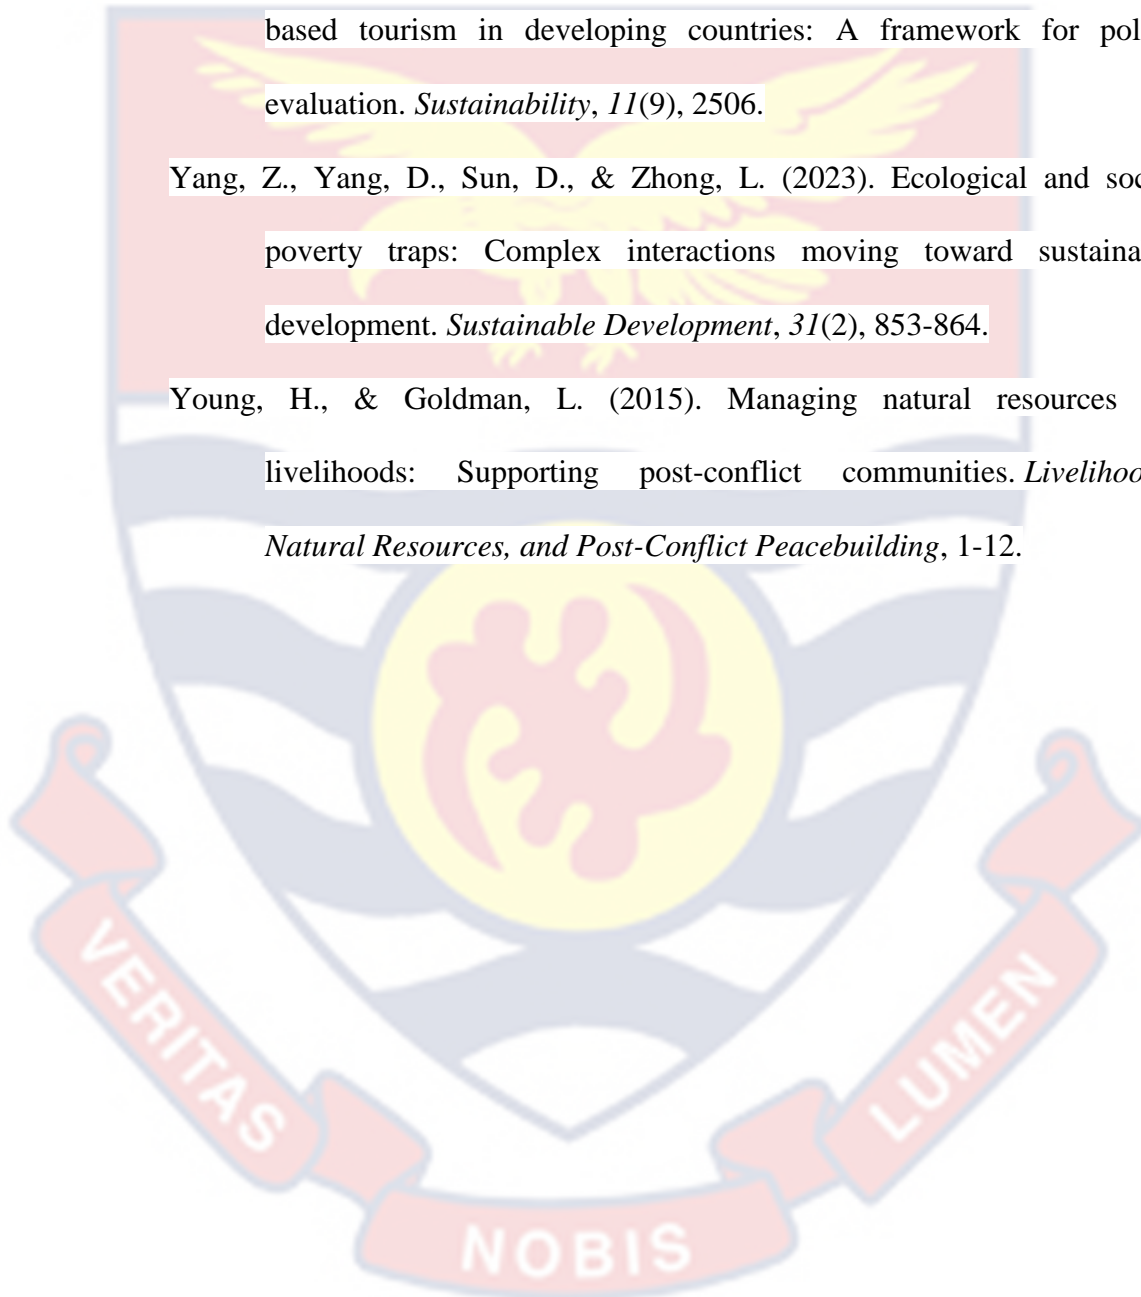 based tourism in developing countries: A framework for pol
evaluation. Sustainability, 11(9), 2506.
Yang, Z., Yang, D., Sun, D., & Zhong, L. (2023). Ecological and soc
poverty traps: Complex interactions moving toward sustaina
development. Sustainable Development, 31(2), 853-864.
Young, H., & Goldman, L. (2015). Managing natural resources
livelihoods: Supporting post-conflict communities. Livelihoo
Natural Resources, and Post-Conflict Peacebuilding, 1-12.
VERITAS
NOBIS
LUMEN